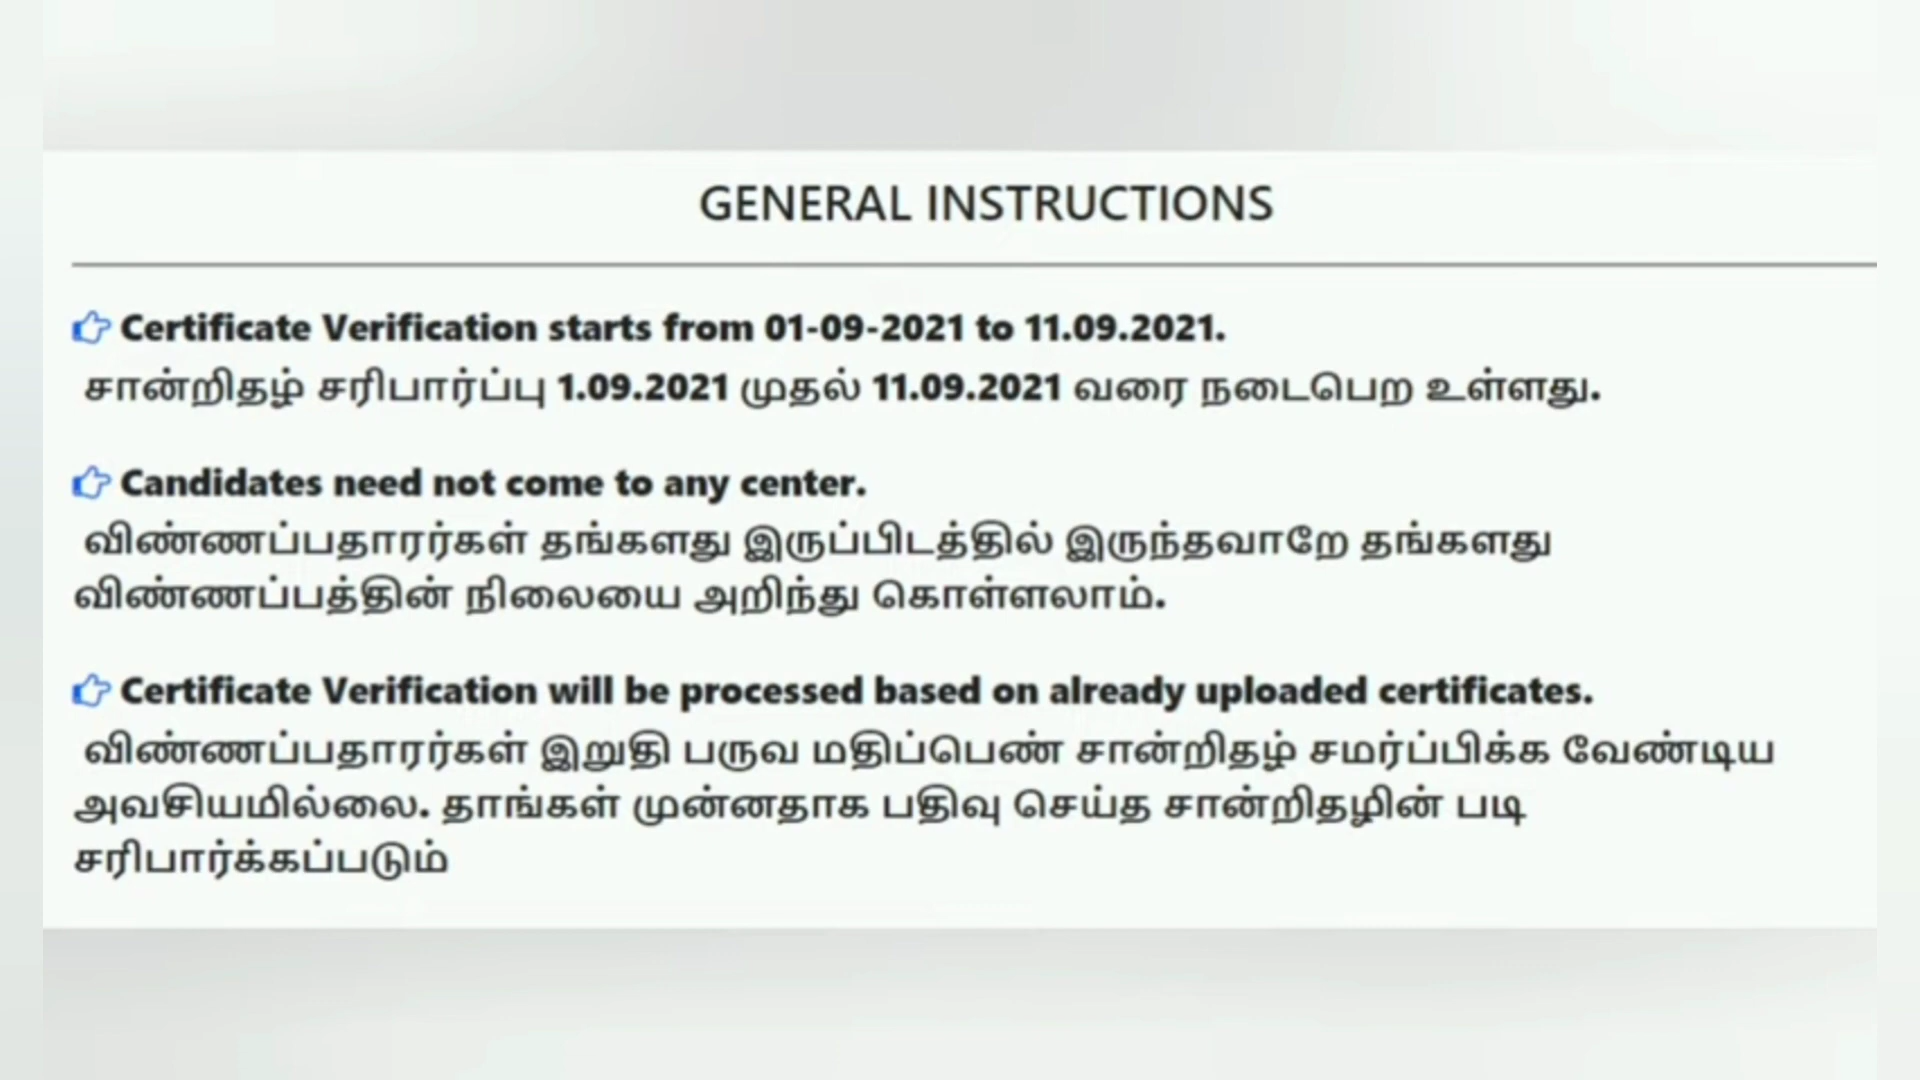 GENERAL INSTRUCTIONS
Certificate Verification starts from 01-09-2021 to 11.09.2021.
சான்றிதழ் சரிபார்ப்பு 1.09.2021 முதல் 11.09.2021 வரை நடைபெற உள்ளது.
Candidates need not come to any center.
விண்ணப்பதாரர்கள் தங்களது இருப்பிடத்தில் இருந்தவாறே தங்களது
விண்ணப்பத்தின் நிலையை அறிந்து கொள்ளலாம்.
Certificate Verification will be processed based on already uploaded certificates.
விண்ணப்பதாரர்கள் இறுதி பருவ மதிப்பெண் சான்றிதழ் சமர்ப்பிக்க வேண்டிய
அவசியமில்லை. தாங்கள் முன்னதாக பதிவு செய்த சான்றிதழின் படி
சரிபார்க்கப்படும்